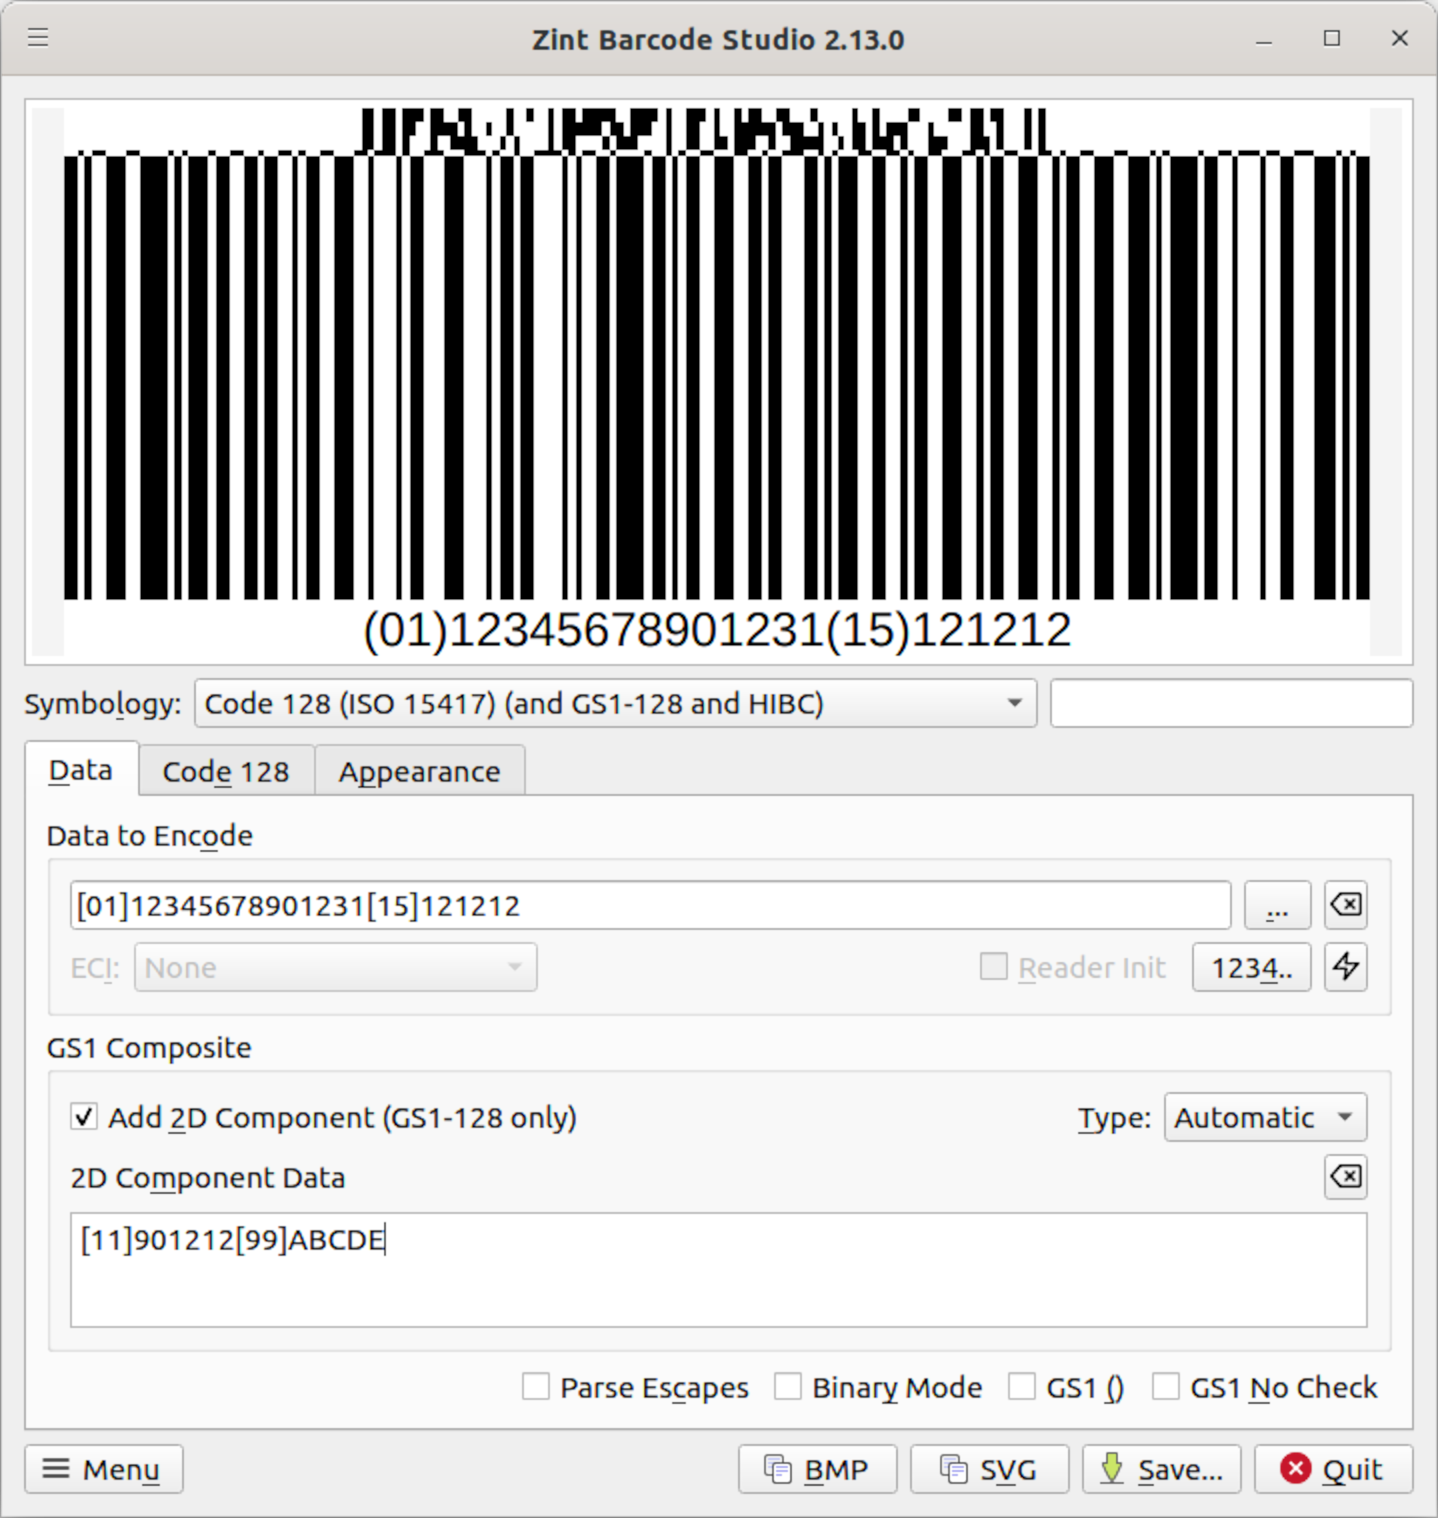 Zint Barcode Studio 2.13.0
(01)12345678901231(15)121212
Symbology: Code 128 (ISO 15417) (and GS1-128 and HIBC)
Data Code 128 Appearance
Data to Encode
[01]12345678901231[15]121212 ...
ECI: None Reader Init 1234..
GS1 Composite
Add 2D Component (GS1-128 only) Type: Automatic
2D Component Data
[11]901212[99]ABCDE
Parse Escapes Binary Mode GS1 () GS1 No Check
Menu BMP SVG Save... Quit